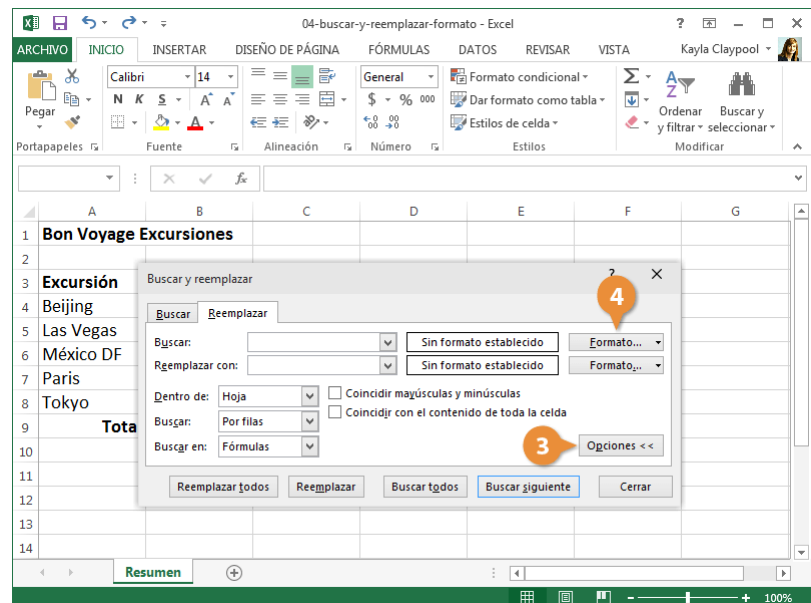 04-buscar-y-reemplazar-formato - Excel
ARCHIVO INICIO INSERTAR DISEÑO DE PÁGINA FÓRMULAS DATOS REVISAR VISTA Kayla Claypool
Pegar
Calibri 14
N K S A A
A
General
$ % 000
Formato condicional
Dar formato como tabla
Estilos de celda
Ordenar y filtrar
Buscar y seleccionar
Portapapeles Fuente Alineación Número Estilos Modificar
fx
A B C D E F G
1 Bon Voyage Excursiones
2
3 Excursión
4 Beijing
5 Las Vegas
6 México DF
7 Paris
8 Tokyo
9 Tota
10
11
12
13
14
Buscar y reemplazar ? ×
4
Buscar Reemplazar
Buscar: Sin formato establecido Formato...
Reemplazar con: Sin formato establecido Formato...
Dentro de: Hoja Coincidir mayúsculas y minúsculas
Coincidir con el contenido de toda la celda
Buscar: Por filas
Buscar en: Fórmulas 3 Opciones <<
Reemplazar todos Reemplazar Buscar todos Buscar siguiente Cerrar
Resumen
100%